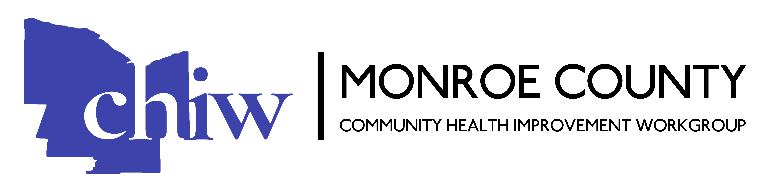 chiw
MONROE COUNTY
COMMUNITY HEALTH IMPROVEMENT WORKGROUP